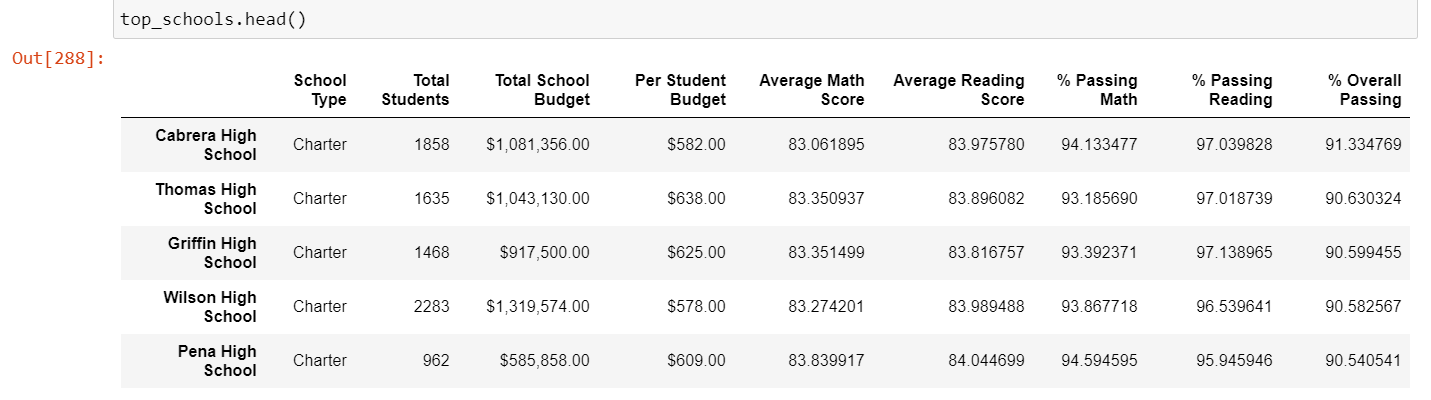 top_schools.head()
Out[288]:
School Type Total Students Total School Budget Per Student Budget Average Math Score Average Reading Score % Passing Math % Passing Reading % Overall Passing
Cabrera High School Charter 1858 $1,081,356.00 $582.00 83.061895 83.975780 94.133477 97.039828 91.334769
Thomas High School Charter 1635 $1,043,130.00 $638.00 83.350937 83.896082 93.185690 97.018739 90.630324
Griffin High School Charter 1468 $917,500.00 $625.00 83.351499 83.816757 93.392371 97.138965 90.599455
Wilson High School Charter 2283 $1,319,574.00 $578.00 83.274201 83.989488 93.867718 96.539641 90.582567
Pena High School Charter 962 $585,858.00 $609.00 83.839917 84.044699 94.594595 95.945946 90.540541